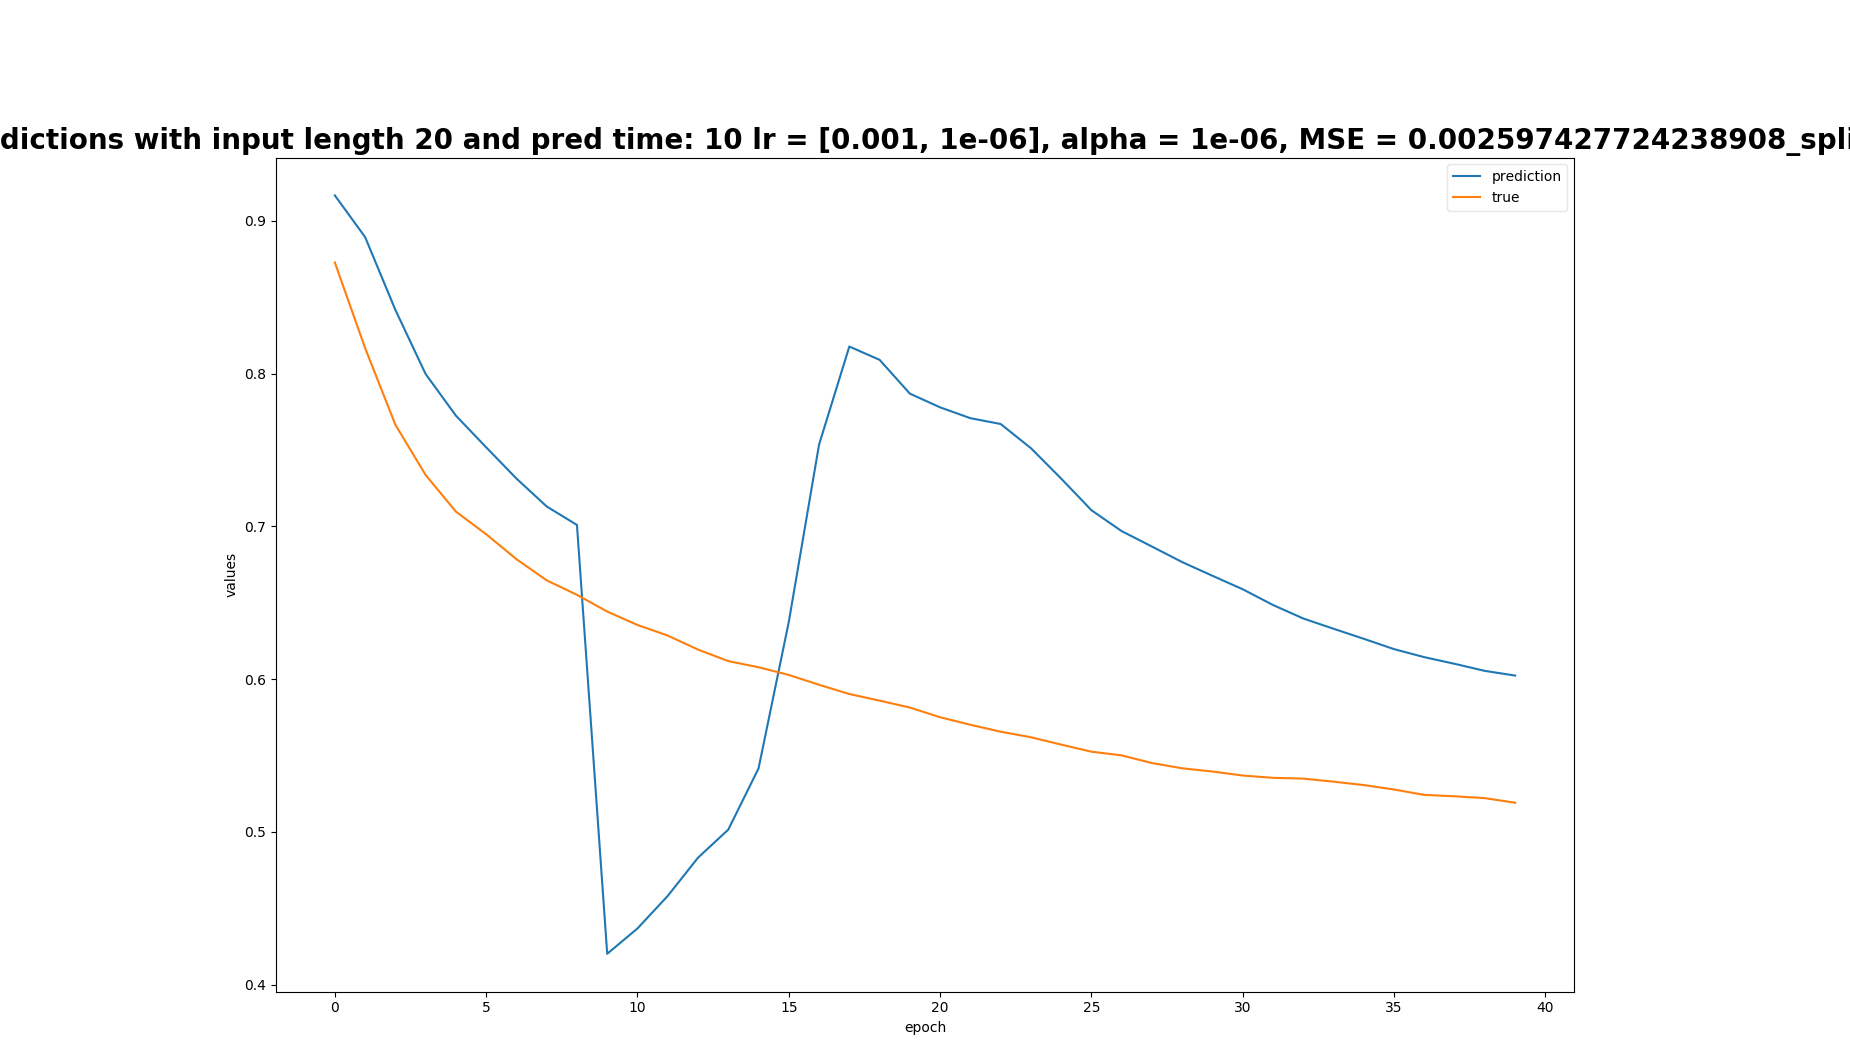 dictions with input length 20 and pred time: 10 lr = [0.001, 1e-06], alpha = 1e-06, MSE = 0.002597427724238908_spli
prediction
true
0.9
0.8
0.7
0.6
0.5
0.4
values
0 5 10 15 20 25 30 35 40
epoch